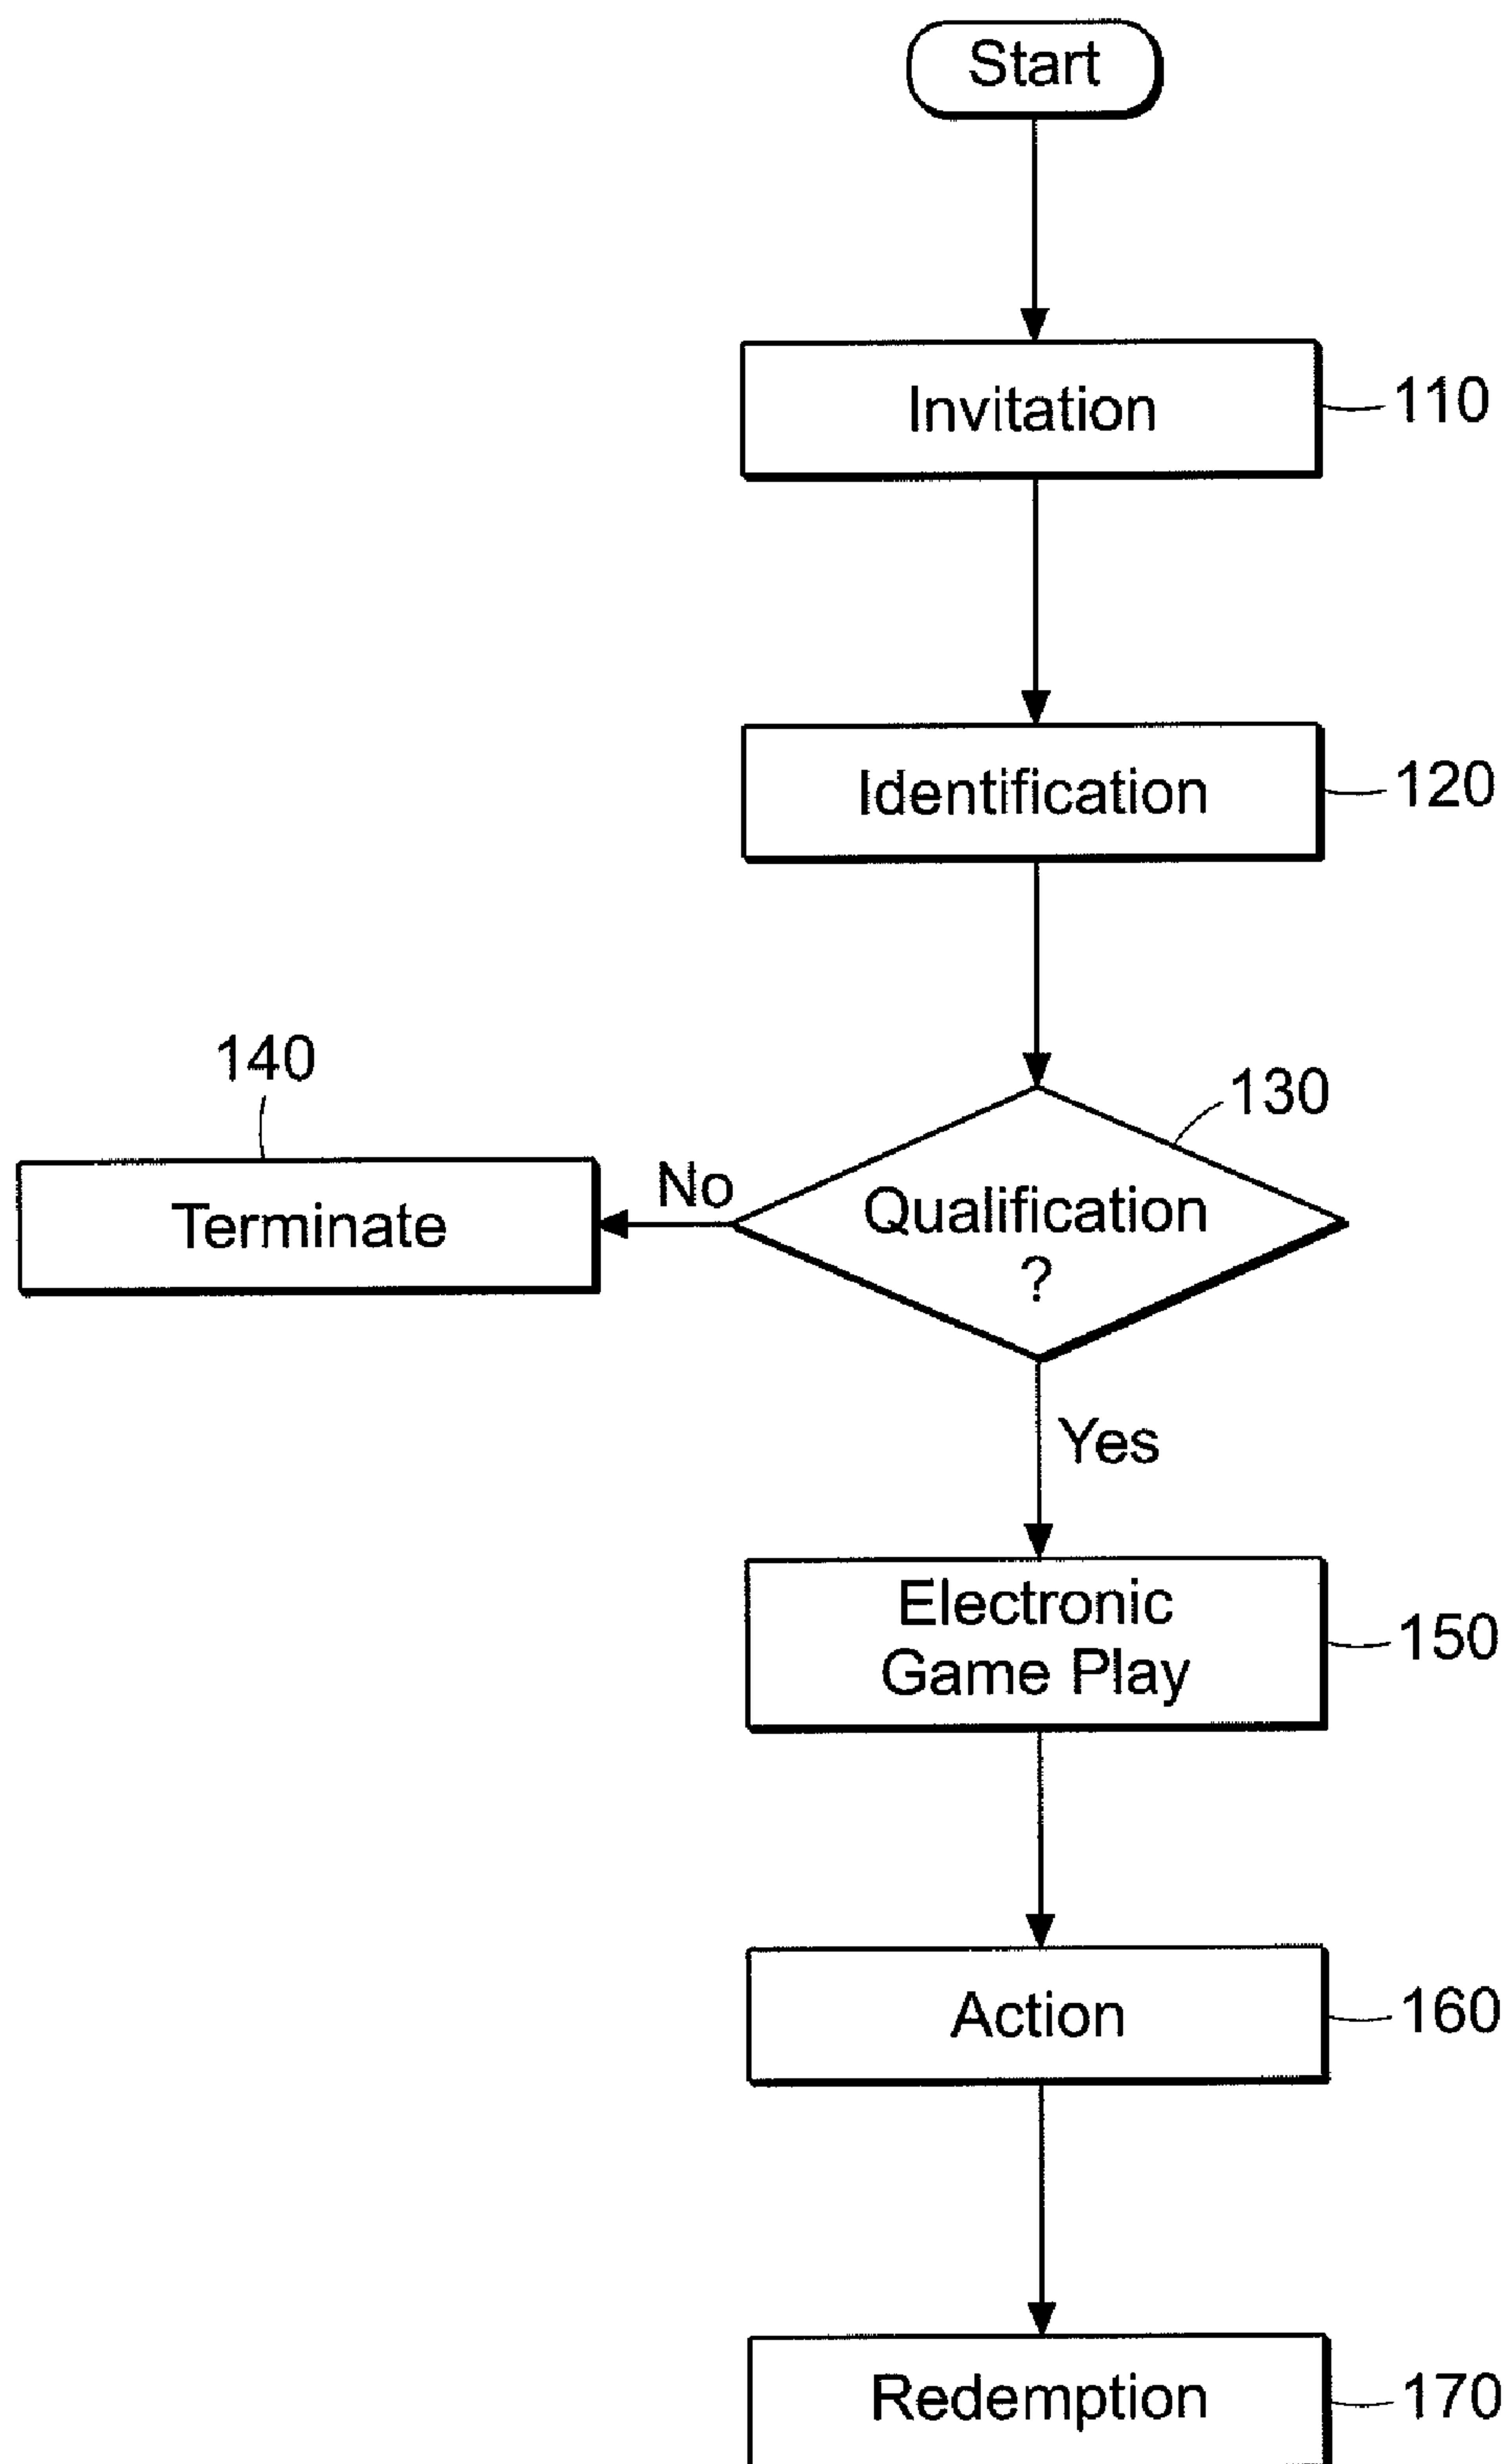 Start
Invitation
110
Identification
120
140
130
Terminate
No
Qualification
?
Yes
Electronic
Game Play
150
Action
160
Redemption
170